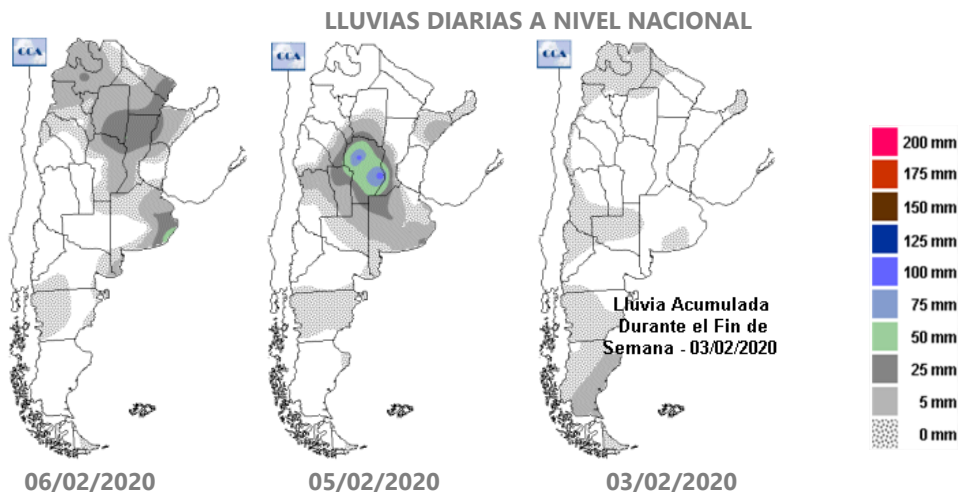 LLUVIAS DIARIAS A NIVEL NACIONAL
CCA
CCA
CCA
200 mm
175 mm
150 mm
125 mm
100 mm
75 mm
50 mm
25 mm
5 mm
0 mm
Lluvia Acumulada
Durante el Fin de
Semana - 03/02/2020
06/02/2020
05/02/2020
03/02/2020